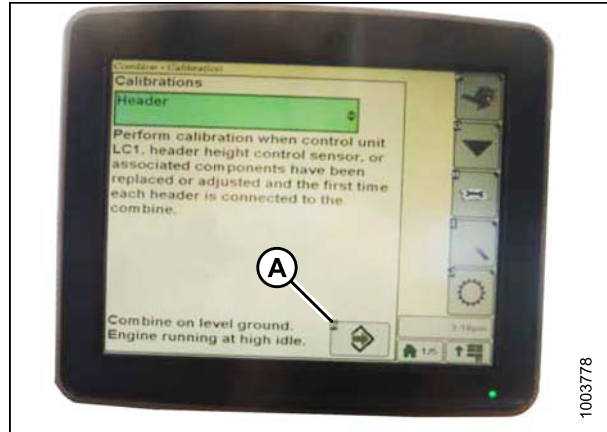 Combine - Calibration
Calibrations
Header
Perform calibration when control unit
LC1, header height control sensor, or
associated components have been
replaced or adjusted and the first time
each header is connected to the
combine.
A
Combine on level ground.
Engine running at high idle.
1/5
1003778